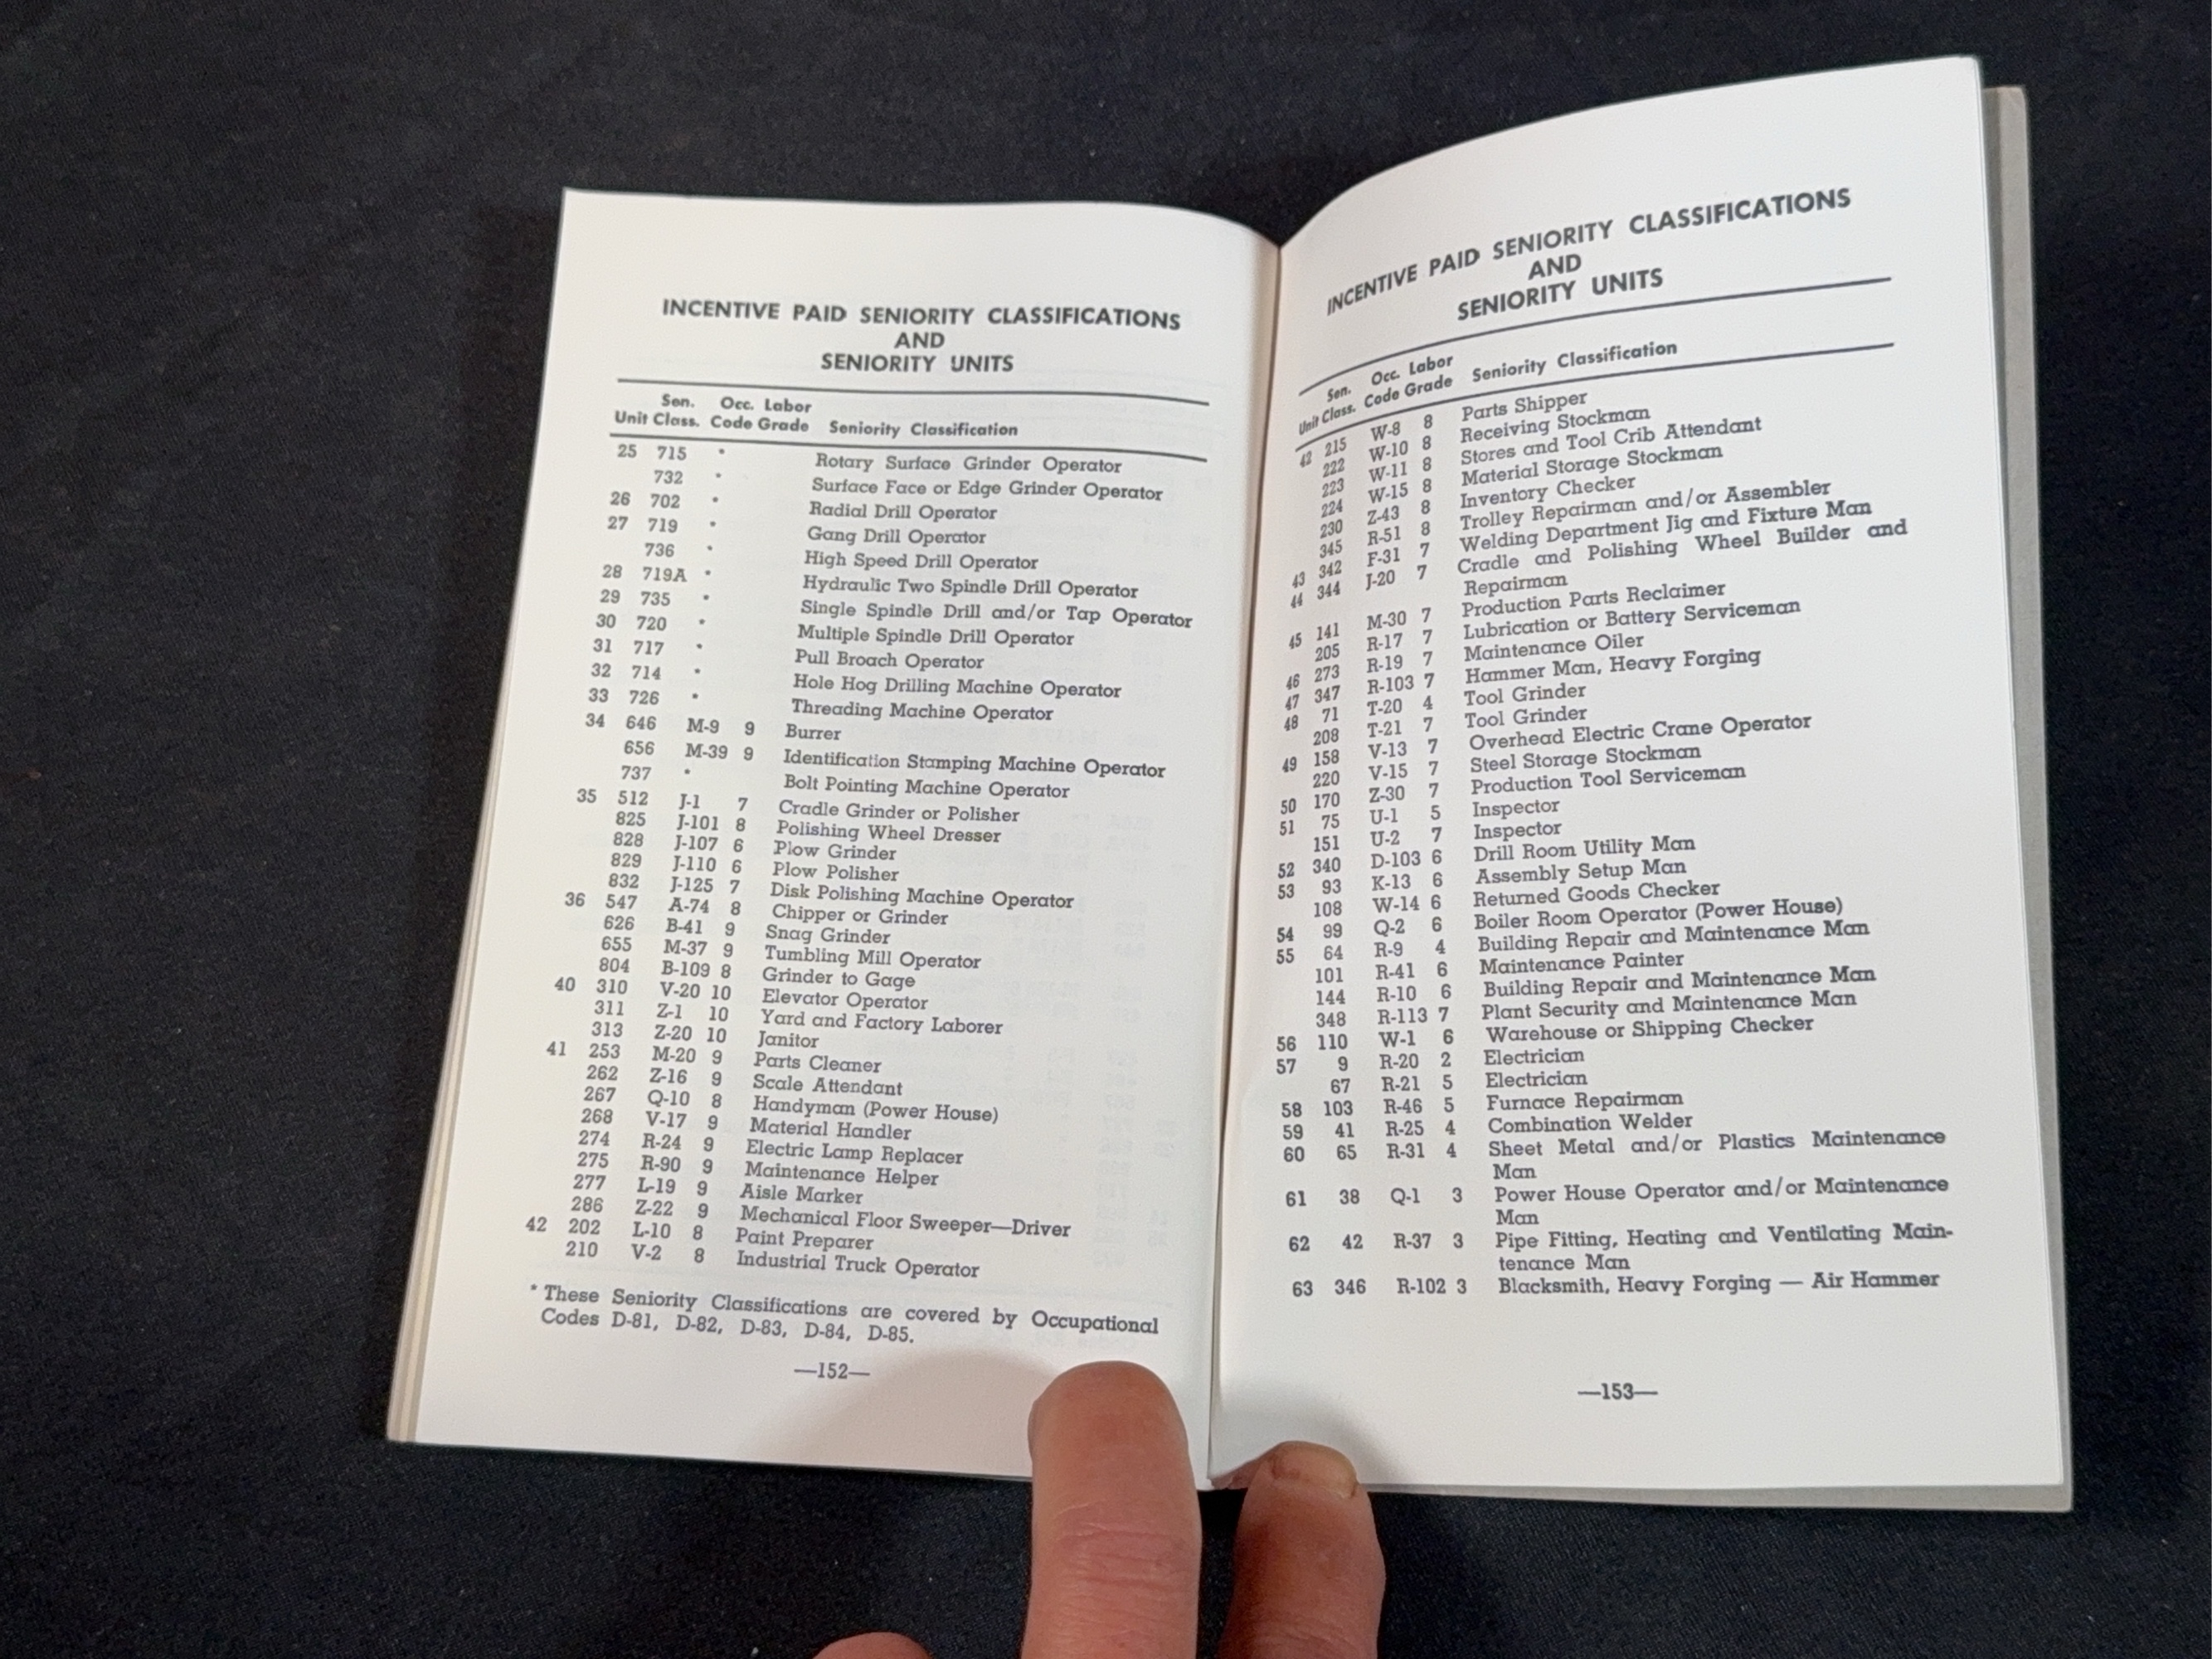 INCENTIVE PAID SENIORITY CLASSIFICATIONS
AND
SENIORITY UNITS
Sen. Occ. Labor
Unit Class. Code Grade Seniority Classification
25 715 * Rotary Surface Grinder Operator
732 * Surface Face or Edge Grinder Operator
26 702 * Radial Drill Operator
27 719 * Gang Drill Operator
736 * High Speed Drill Operator
28 719A * Hydraulic Two Spindle Drill Operator
29 735 * Single Spindle Drill and/or Tap Operator
30 720 * Multiple Spindle Drill Operator
31 717 * Pull Broach Operator
32 714 * Hole Hog Drilling Machine Operator
33 726 * Threading Machine Operator
34 646 M-9 9 Burrer
656 M-39 9 Identification Stamping Machine Operator
737 * Bolt Pointing Machine Operator
35 512 J-1 7 Cradle Grinder or Polisher
825 J-101 8 Polishing Wheel Dresser
828 J-107 6 Plow Grinder
829 J-110 6 Plow Polisher
832 J-125 7 Disk Polishing Machine Operator
36 547 A-74 8 Chipper or Grinder
626 B-41 9 Snag Grinder
655 M-37 9 Tumbling Mill Operator
804 B-109 8 Grinder to Gage
40 310 V-20 10 Elevator Operator
311 Z-1 10 Yard and Factory Laborer
313 Z-20 10 Janitor
41 253 M-20 9 Parts Cleaner
262 Z-16 9 Scale Attendant
267 Q-10 8 Handyman (Power House)
268 V-17 9 Material Handler
274 R-24 9 Electric Lamp Replacer
275 R-90 9 Maintenance Helper
277 L-19 9 Aisle Marker
286 Z-22 9 Mechanical Floor Sweeper—Driver
42 202 L-10 8 Paint Preparer
210 V-2 8 Industrial Truck Operator
* These Seniority Classifications are covered by Occupational
Codes D-81, D-82, D-83, D-84, D-85.
—152—
INCENTIVE PAID SENIORITY CLASSIFICATIONS
AND
SENIORITY UNITS
Sen. Occ. Labor
Unit Class. Code Grade Seniority Classification
42 215 W-8 8 Parts Shipper
222 W-10 8 Receiving Stockman
223 W-11 8 Stores and Tool Crib Attendant
224 W-15 8 Material Storage Stockman
230 Z-43 8 Inventory Checker
345 R-51 8 Trolley Repairman and/or Assembler
43 342 F-31 7 Welding Department Jig and Fixture Man
44 344 J-20 7 Cradle and Polishing Wheel Builder and
Repairman
45 141 M-30 7 Production Parts Reclaimer
205 R-17 7 Lubrication or Battery Serviceman
46 273 R-19 7 Maintenance Oiler
47 347 R-103 7 Hammer Man, Heavy Forging
48 71 T-20 4 Tool Grinder
208 T-21 7 Tool Grinder
49 158 V-13 7 Overhead Electric Crane Operator
220 V-15 7 Steel Storage Stockman
50 170 Z-30 7 Production Tool Serviceman
51 75 U-1 5 Inspector
151 U-2 7 Inspector
52 340 D-103 6 Drill Room Utility Man
53 93 K-13 6 Assembly Setup Man
108 W-14 6 Returned Goods Checker
54 99 Q-2 6 Boiler Room Operator (Power House)
55 64 R-9 4 Building Repair and Maintenance Man
101 R-41 6 Maintenance Painter
144 R-10 6 Building Repair and Maintenance Man
348 R-113 7 Plant Security and Maintenance Man
56 110 W-1 6 Warehouse or Shipping Checker
57 9 R-20 2 Electrician
67 R-21 5 Electrician
58 103 R-46 5 Furnace Repairman
59 41 R-25 4 Combination Welder
60 65 R-31 4 Sheet Metal and/or Plastics Maintenance
Man
61 38 Q-1 3 Power House Operator and/or Maintenance
Man
62 42 R-37 3 Pipe Fitting, Heating and Ventilating Main-
tenance Man
63 346 R-102 3 Blacksmith, Heavy Forging — Air Hammer
—153—